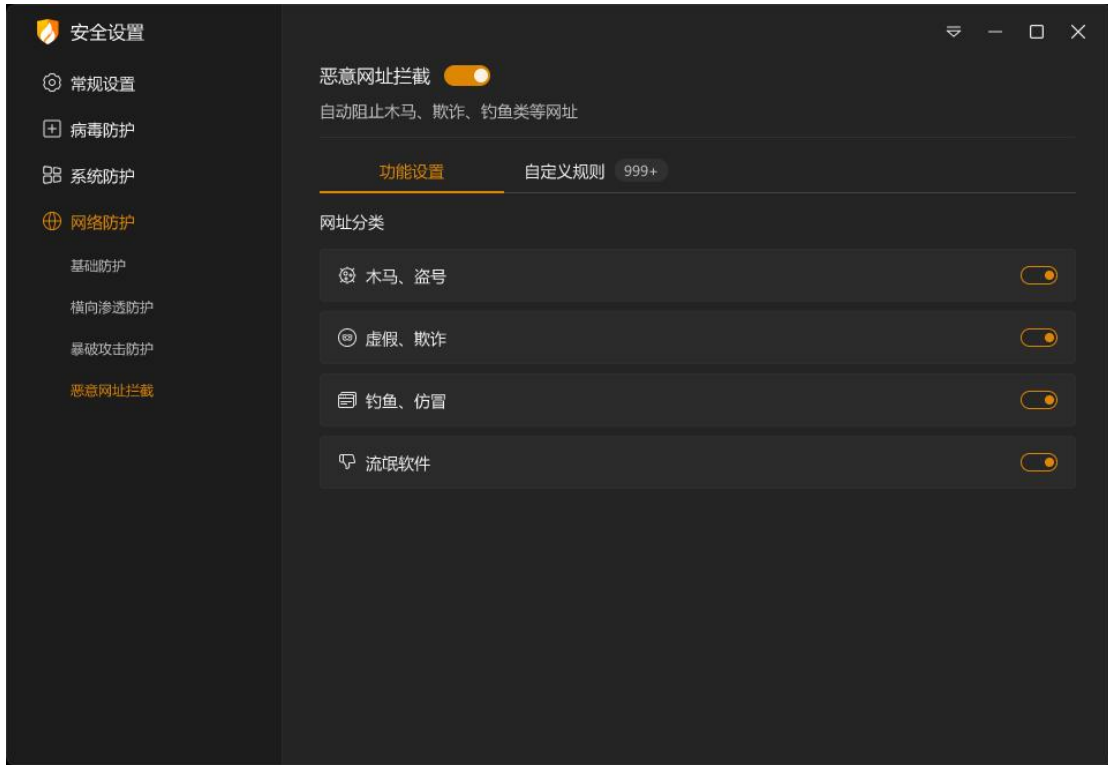 安全设置
常规设置
病毒防护
系统防护
网络防护
基础防护
横向渗透防护
暴破攻击防护
恶意网址拦截
恶意网址拦截
自动阻止木马、欺诈、钓鱼类等网址
功能设置
自定义规则 999+
网址分类
木马、盗号
虚假、欺诈
钓鱼、仿冒
流氓软件